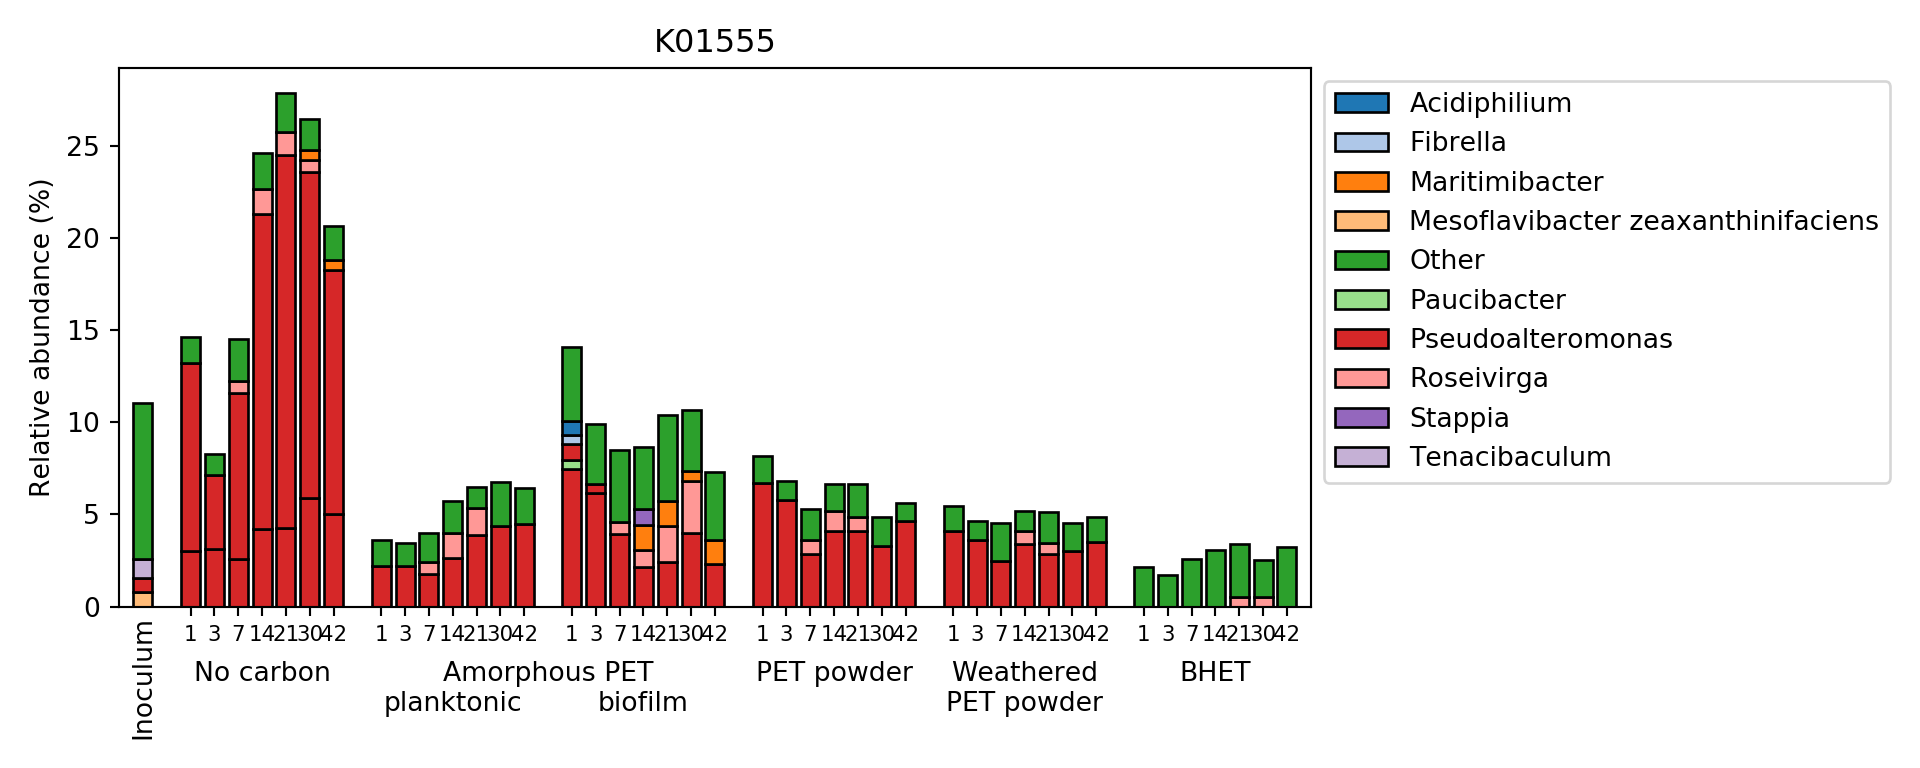 K01555
Relative abundance (%)
25
20
15
10
5
0
Inoculum
1 3 7 14 21 30 42 1 3 7 14 21 30 42 1 3 7 14 21 30 42 1 3 7 14 21 30 42 1 3 7 14 21 30 42 1 3 7 14 21 30 42
No carbon Amorphous PET PET powder Weathered BHET
planktonic biofilm PET powder
Acidiphilium
Fibrella
Maritimibacter
Mesoflavibacter zeaxanthinifaciens
Other
Paucibacter
Pseudoalteromonas
Roseivirga
Stappia
Tenacibaculum